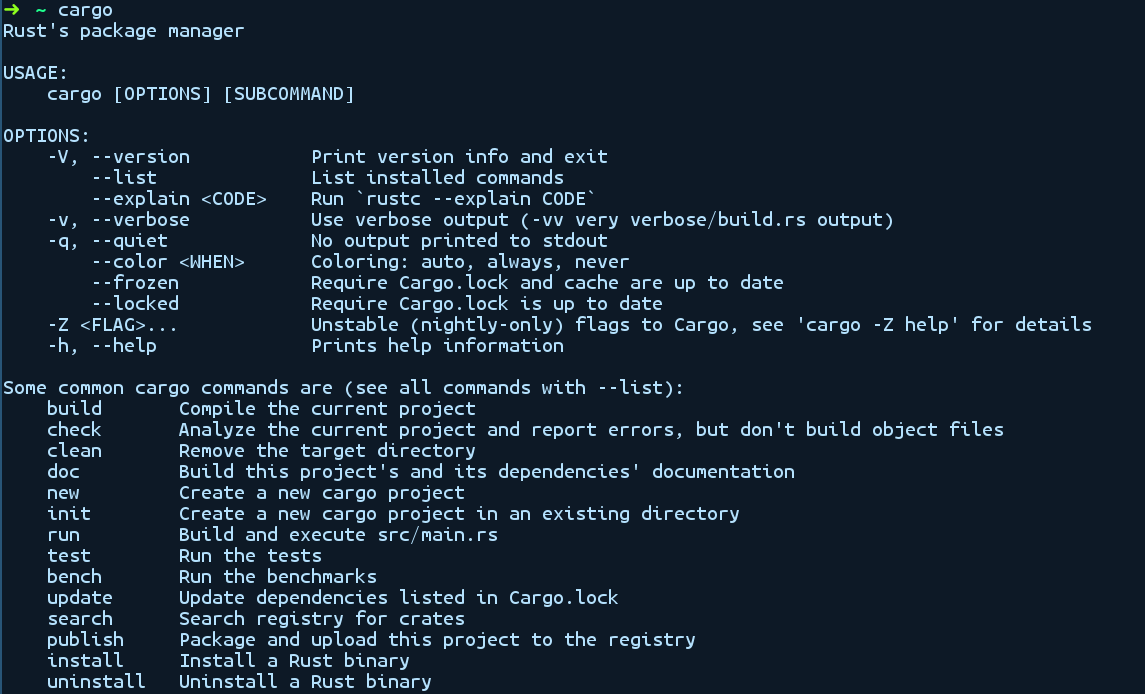 ➜ ~ cargo
Rust's package manager

USAGE:
    cargo [OPTIONS] [SUBCOMMAND]

OPTIONS:
    -V, --version           Print version info and exit
        --list              List installed commands
        --explain <CODE>    Run `rustc --explain CODE`
    -v, --verbose           Use verbose output (-vv very verbose/build.rs output)
    -q, --quiet             No output printed to stdout
        --color <WHEN>      Coloring: auto, always, never
        --frozen            Require Cargo.lock and cache are up to date
        --locked            Require Cargo.lock is up to date
    -Z <FLAG>...            Unstable (nightly-only) flags to Cargo, see 'cargo -Z help' for details
    -h, --help              Prints help information

Some common cargo commands are (see all commands with --list):
    build       Compile the current project
    check       Analyze the current project and report errors, but don't build object files
    clean       Remove the target directory
    doc         Build this project's and its dependencies' documentation
    new         Create a new cargo project
    init        Create a new cargo project in an existing directory
    run         Build and execute src/main.rs
    test        Run the tests
    bench       Run the benchmarks
    update      Update dependencies listed in Cargo.lock
    search      Search registry for crates
    publish     Package and upload this project to the registry
    install     Install a Rust binary
    uninstall   Uninstall a Rust binary